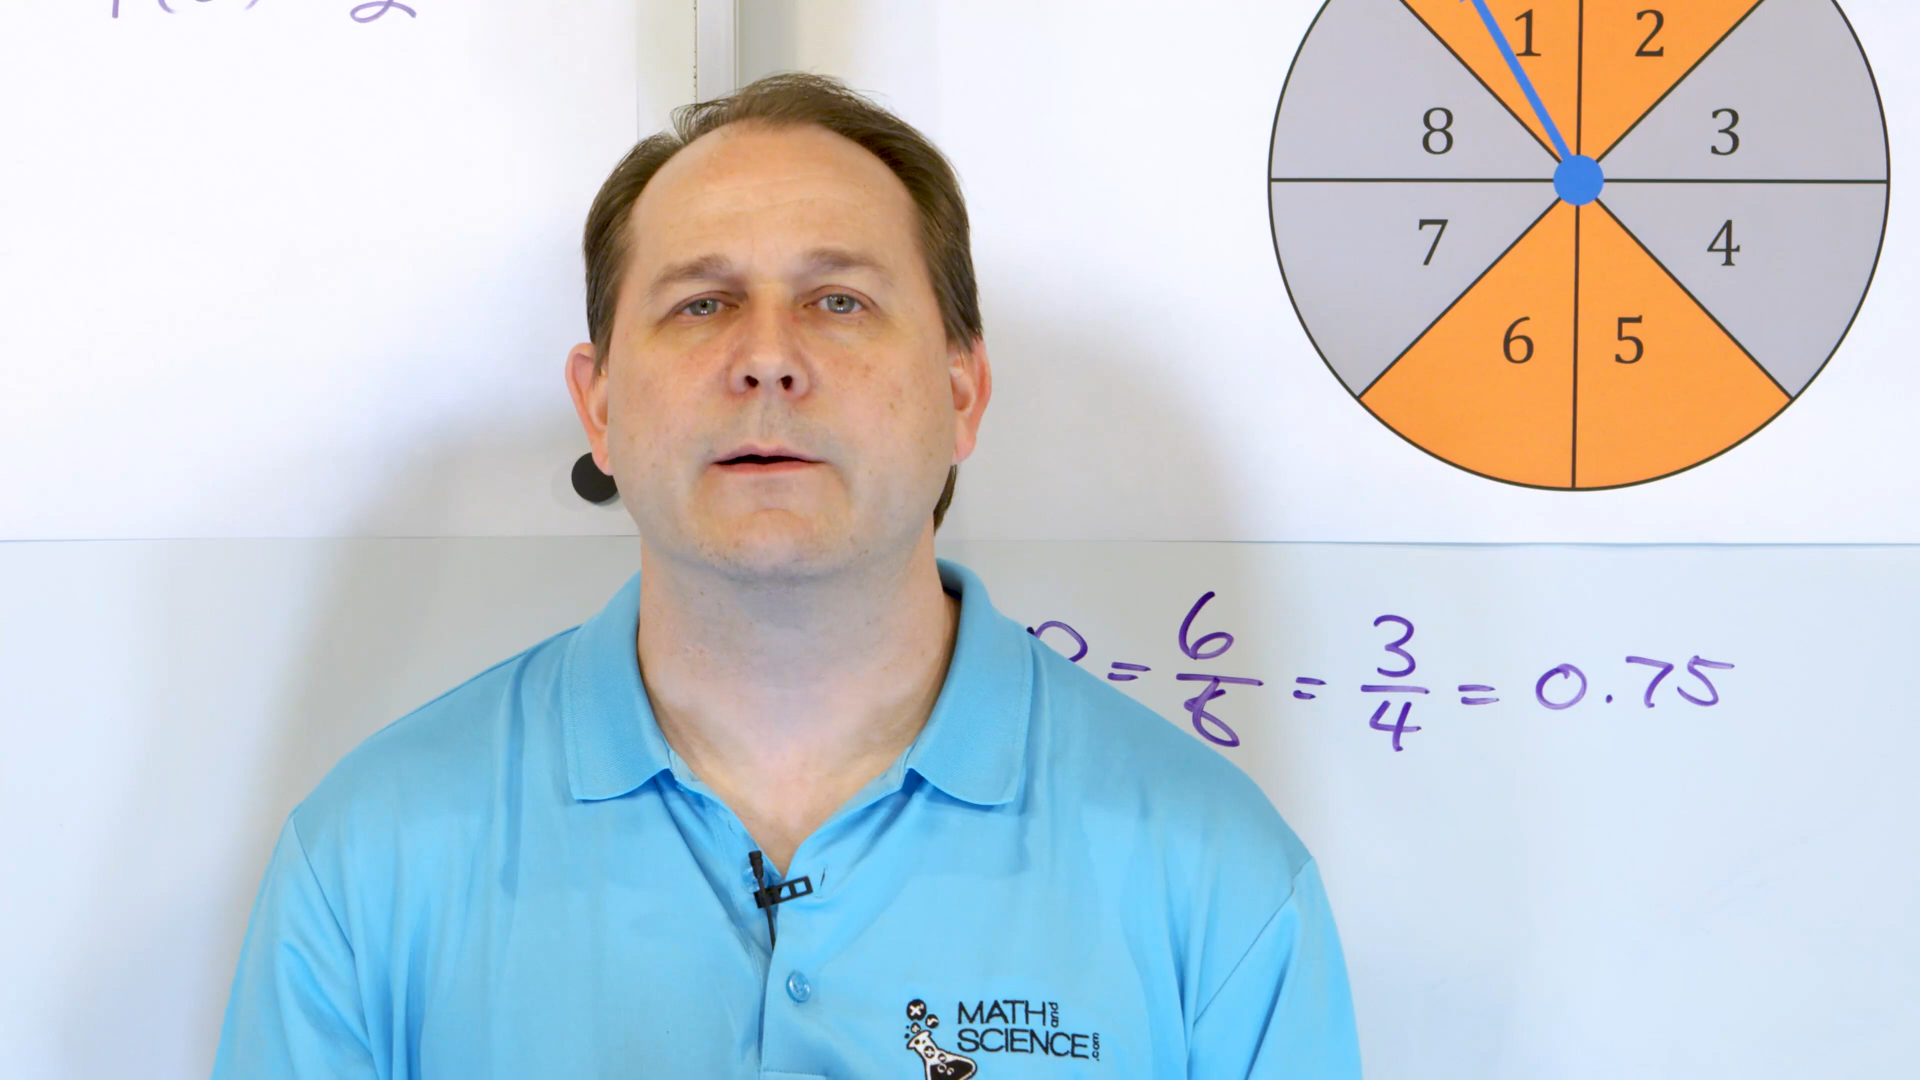 1 2
8 3
7 4
6 5
P = 6/8 = 3/4 = 0.75
MATH and
SCIENCE .com